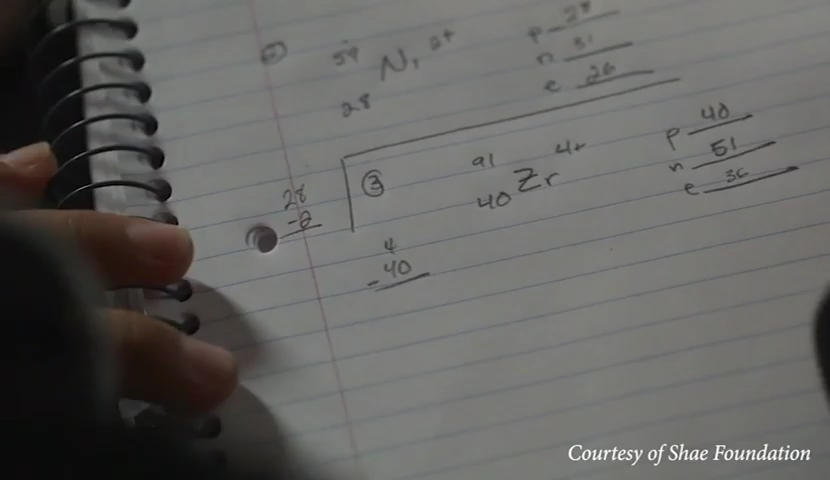 28
59 Ni 2+ p 28
28 n 31
e 26
28
-2
③ 91 Zr 4+ p 40
40 n 51
e 36
4
-40
Courtesy of Shae Foundation